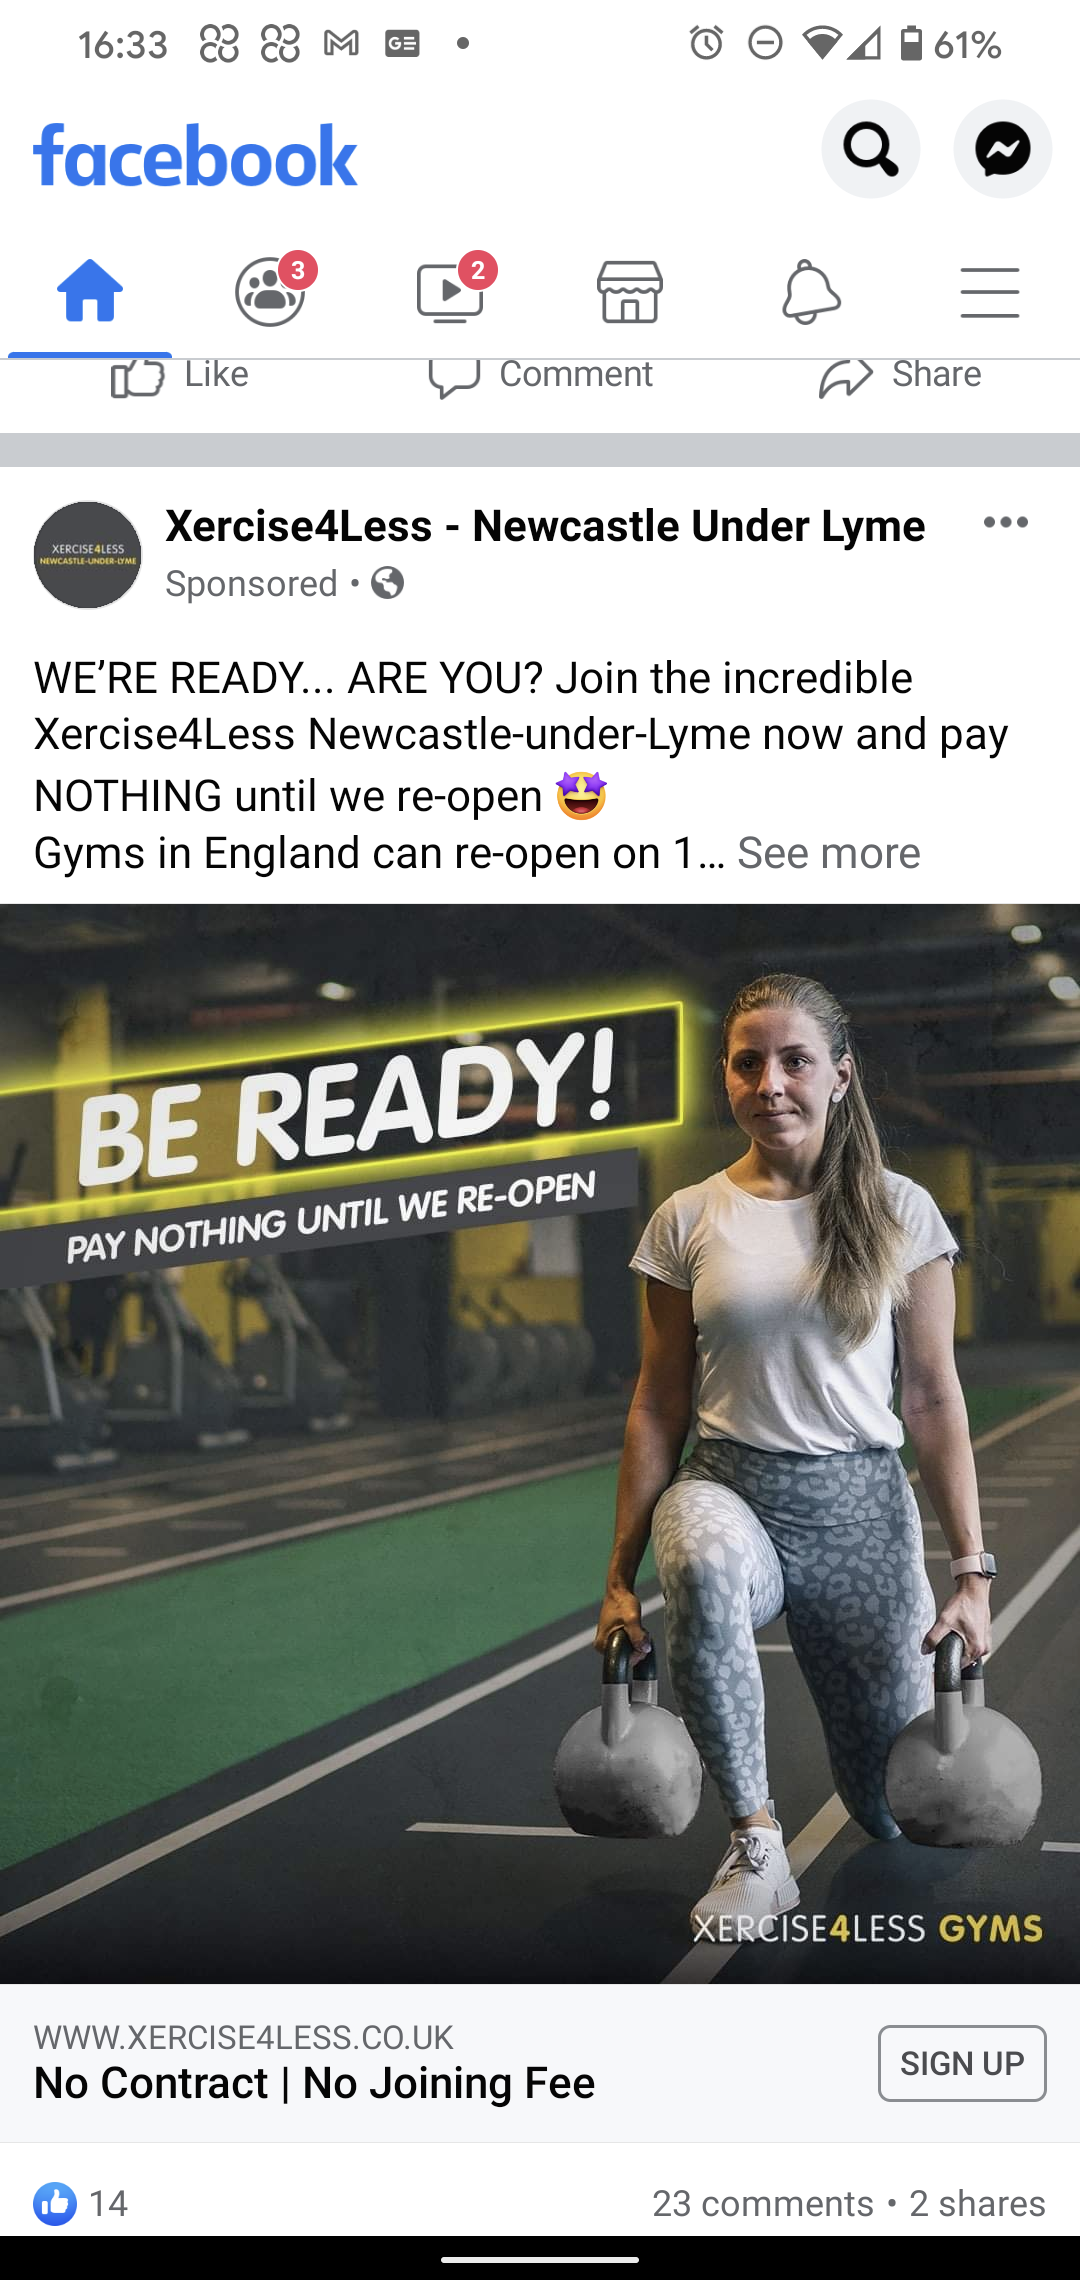 16:33
GE
61%
facebook
3
2
Like
Comment
Share
XERCISE4LESS
NEWCASTLE-UNDER-LYME
Xercise4Less - Newcastle Under Lyme
Sponsored •
WE’RE READY... ARE YOU? Join the incredible
Xercise4Less Newcastle-under-Lyme now and pay
NOTHING until we re-open 🤩
Gyms in England can re-open on 1... See more
BE READY!
PAY NOTHING UNTIL WE RE-OPEN
XERCISE4LESS GYMS
WWW.XERCISE4LESS.CO.UK
No Contract | No Joining Fee
SIGN UP
14
23 comments • 2 shares